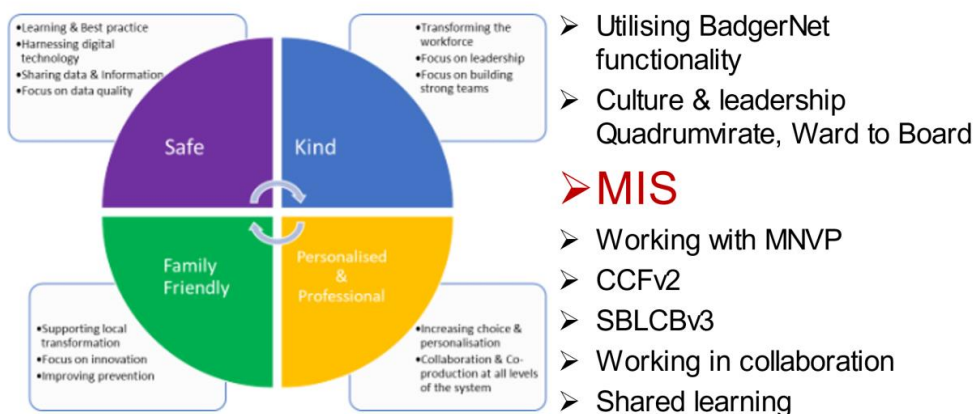 •Learning & Best practice
•Harnessing digital
technology
•Sharing data & Information
•Focus on data quality
•Transforming the
workforce
•Focus on leadership
•Focus on building
strong teams
Safe
Kind
Family
Friendly
Personalised
&
Professional
•Supporting local
transformation
•Focus on innovation
•Improving prevention
•Increasing choice &
personalisation
•Collaboration & Co-
production at all levels
of the system
➢ Utilising BadgerNet
functionality
➢ Culture & leadership
Quadrumvirate, Ward to Board
➢MIS
➢ Working with MNVP
➢ CCFv2
➢ SBLCBv3
➢ Working in collaboration
➢ Shared learning